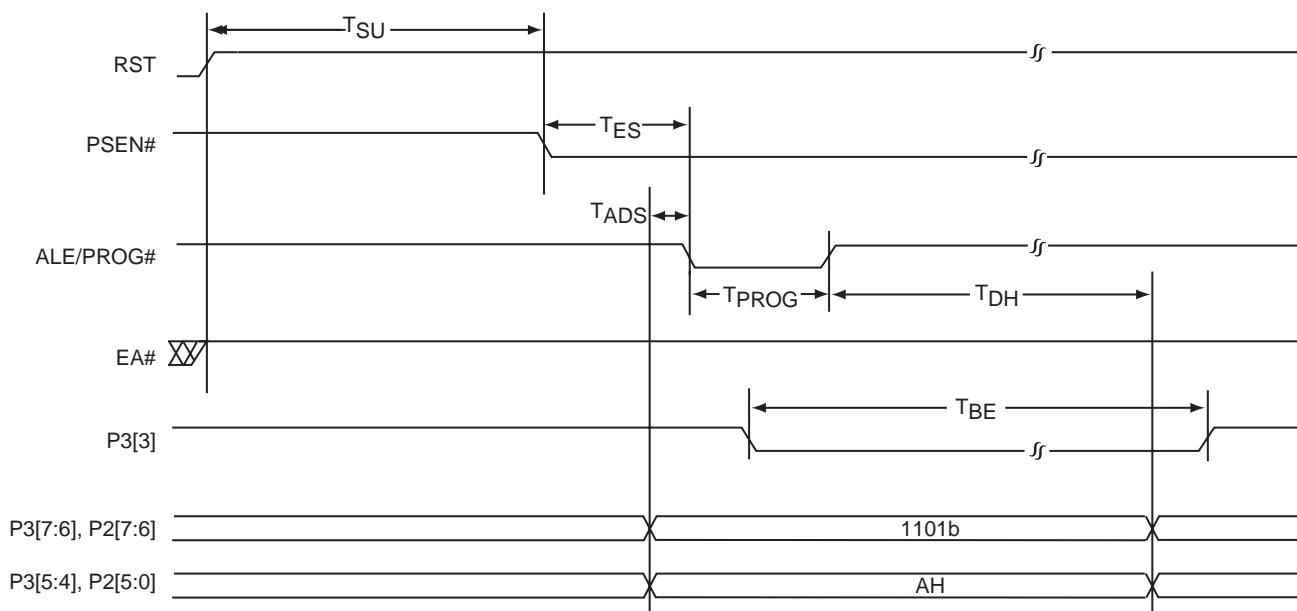 TSU
RST
TES
PSEN#
TADS
ALE/PROG#
TPROG
TDH
EA#
TBE
P3[3]
P3[7:6], P2[7:6]
1101b
P3[5:4], P2[5:0]
AH